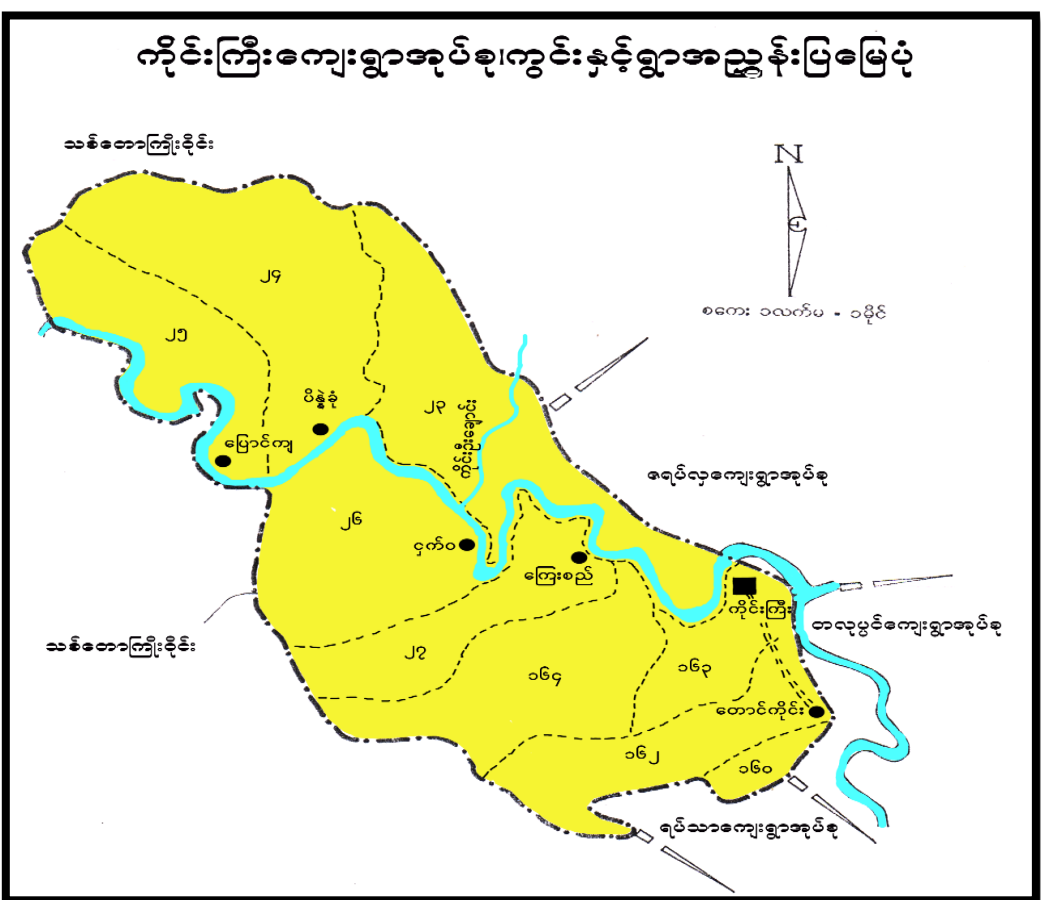 ကိုင်းကြီးကျေးရွာအုပ်စု၊ကွင်းနှင့်ရွာအညွှန်းပြမြေပုံ
သစ်တောကြိုးဝိုင်း
N
စကေး ၁လက်မ - ၁မိုင်
၂၄
၂၅
ပိန္နဲခုံ
၂၃
ကိုင်းဦးချောင်း
ပြောင်ကျ
ဇရပ်လှကျေးရွာအုပ်စု
၂၆
ငှက်ဝ
ကြေးစည်
ကိုင်းကြီး
တလုပွင်ကျေးရွာအုပ်စု
သစ်တောကြိုးဝိုင်း
၂၇
၁၆၄
၁၆၃
တောင်ကိုင်း
၁၆၂
၁၆၀
ရပ်သာကျေးရွာအုပ်စု